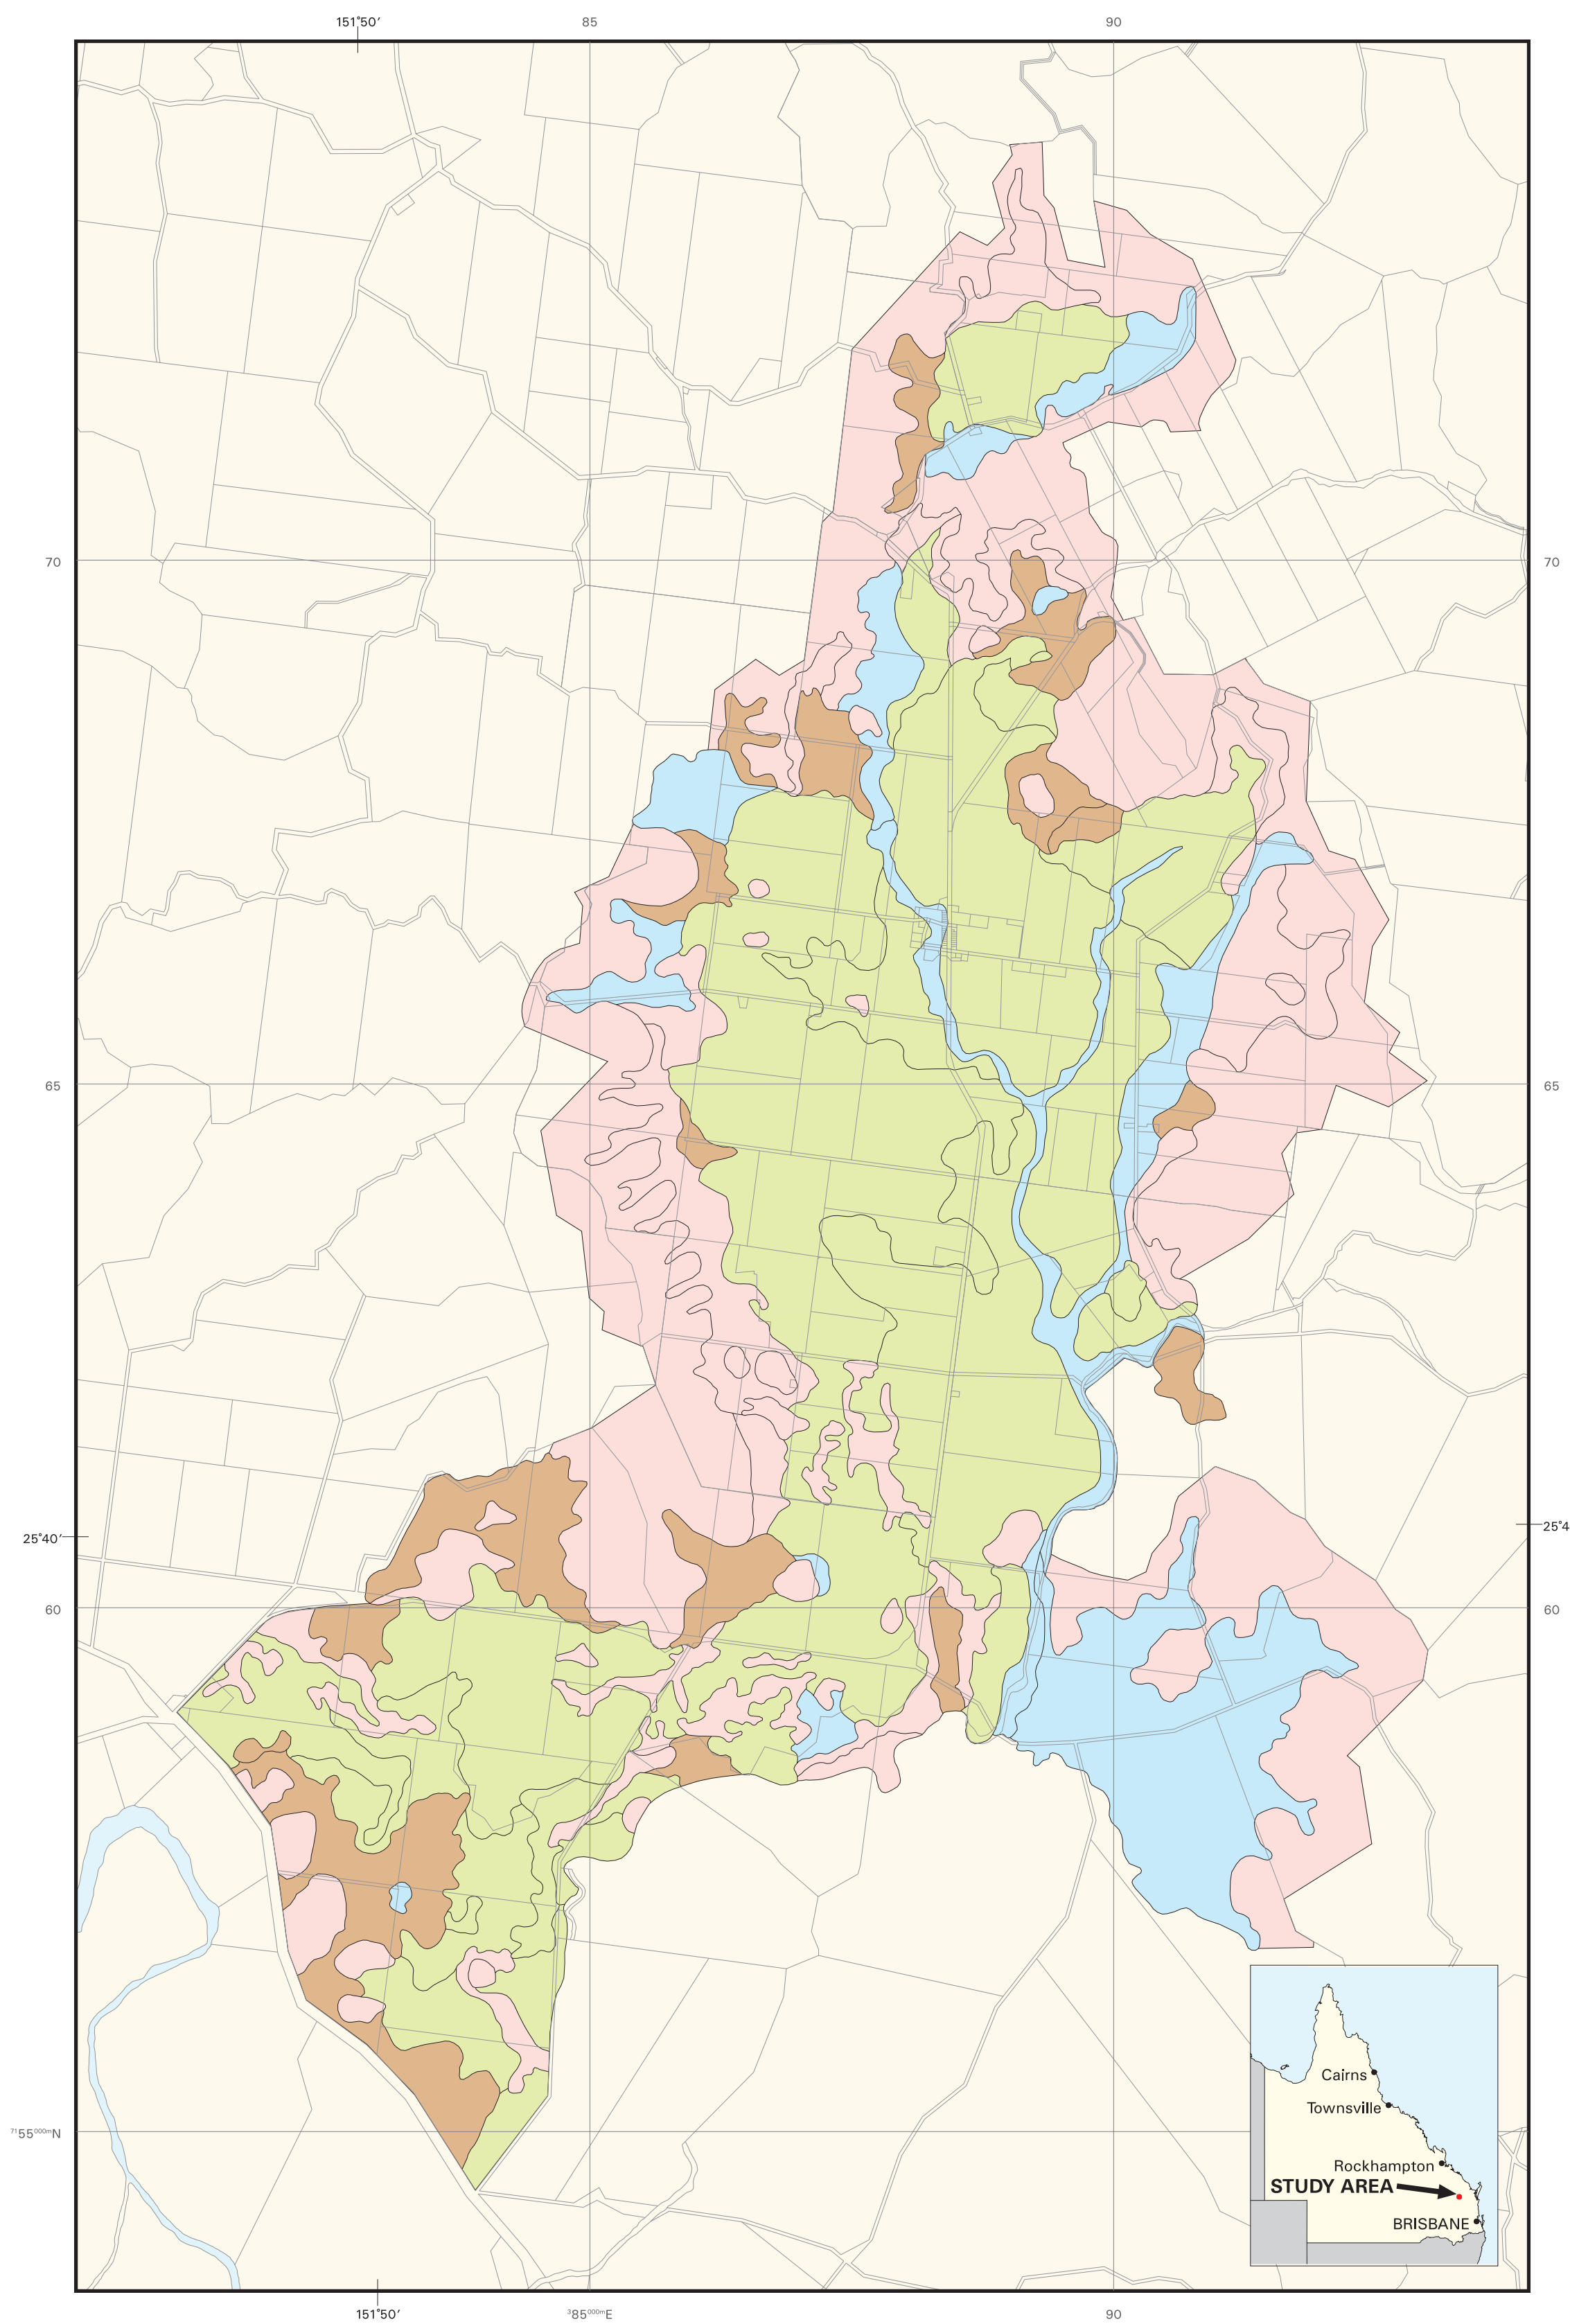 151°50′ 85 90
70 70
65 65
25°40′ 25°4
60 60
7155000mN
Cairns
Townsville
Rockhampton
STUDY AREA
BRISBANE
151°50′ 385000mE 90